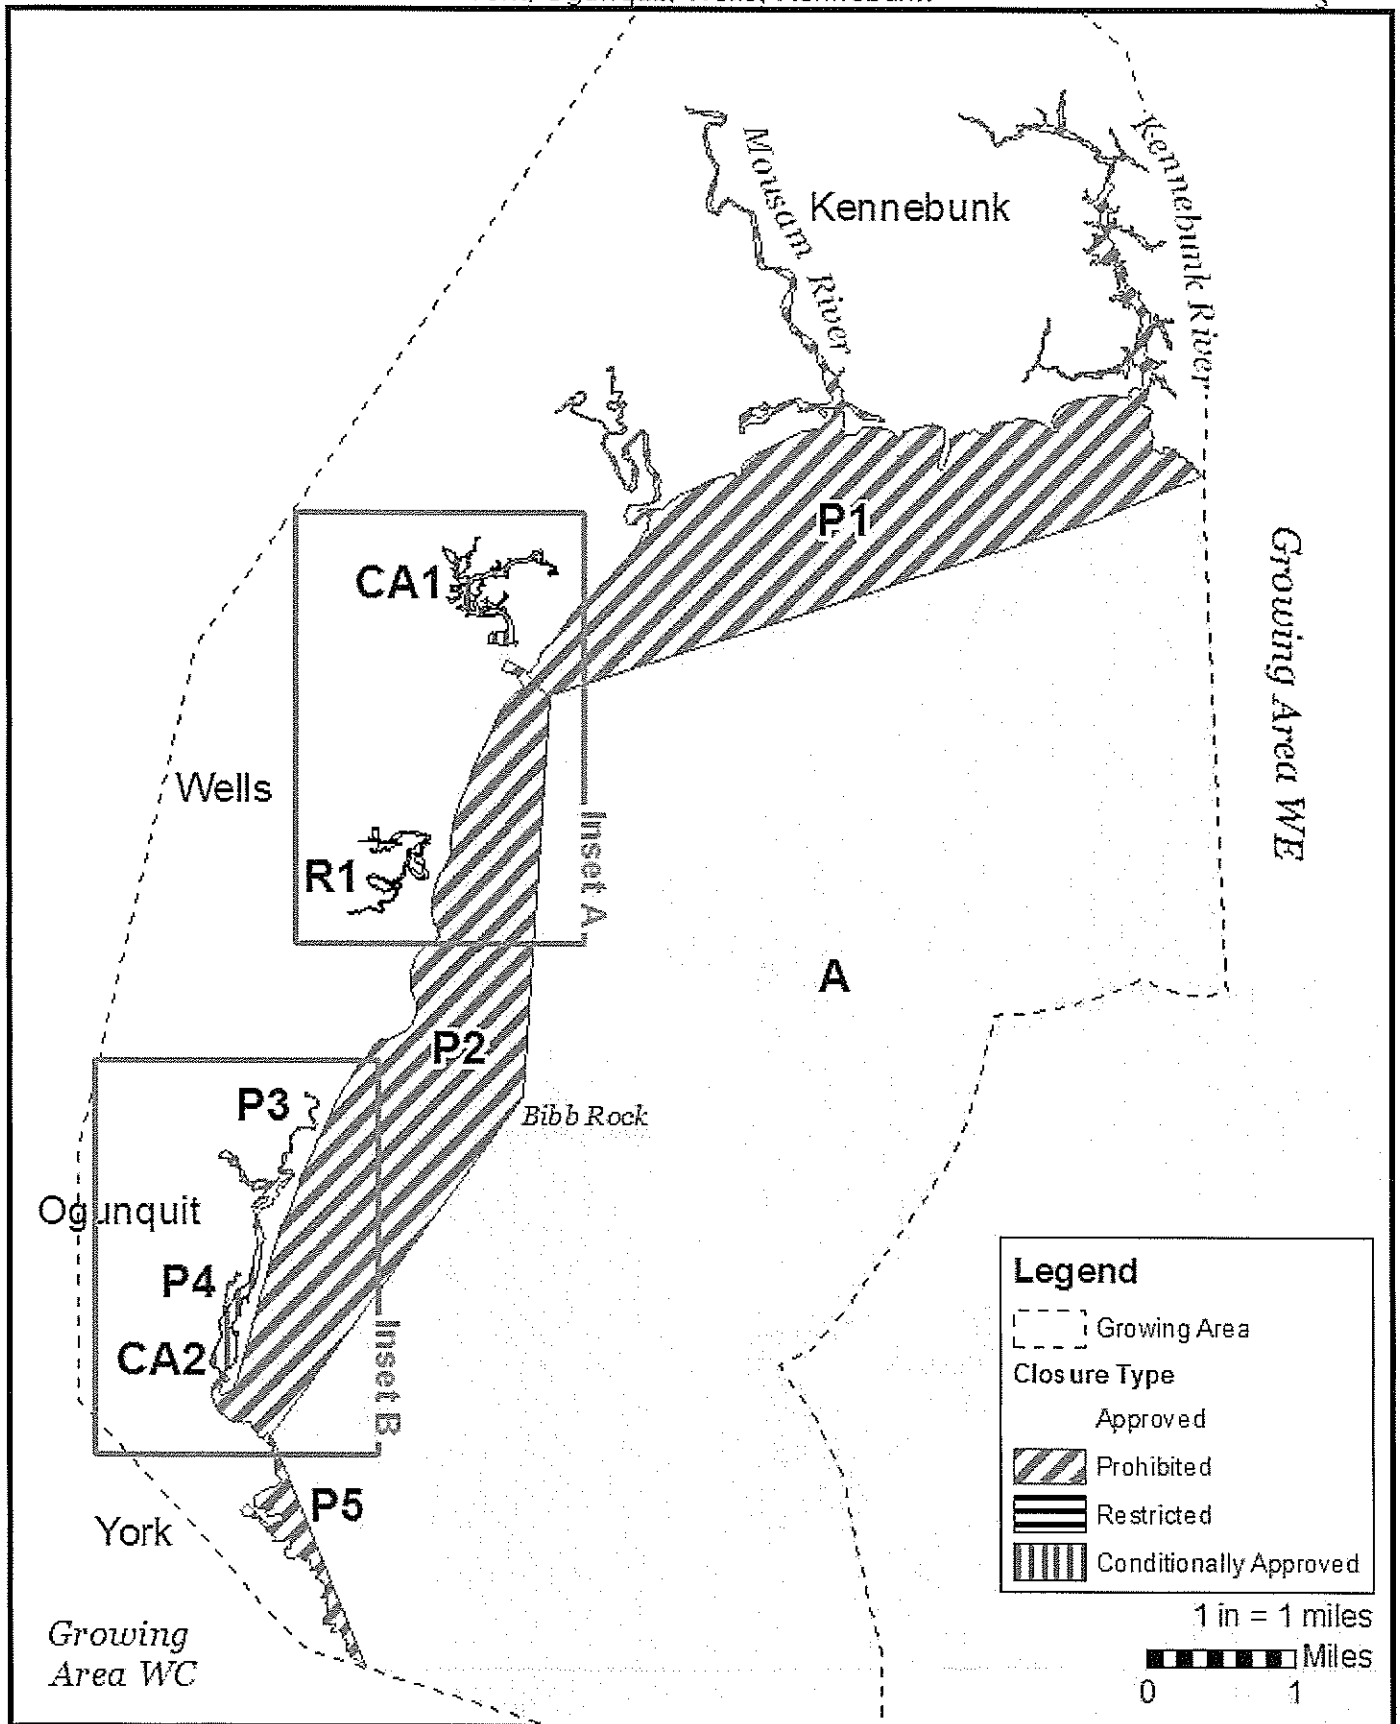 Mousam River
Kennebunk
Kennebunk River
P1
CA1
Growing Area WE
Wells
Inset A
R1
A
P2
P3
Bibb Rock
Ogunquit
P4
CA2
Inset B
P5
York
Growing
Area WC
Legend
Growing Area
Closure Type
Approved
Prohibited
Restricted
Conditionally Approved
1 in = 1 miles
Miles
0 1